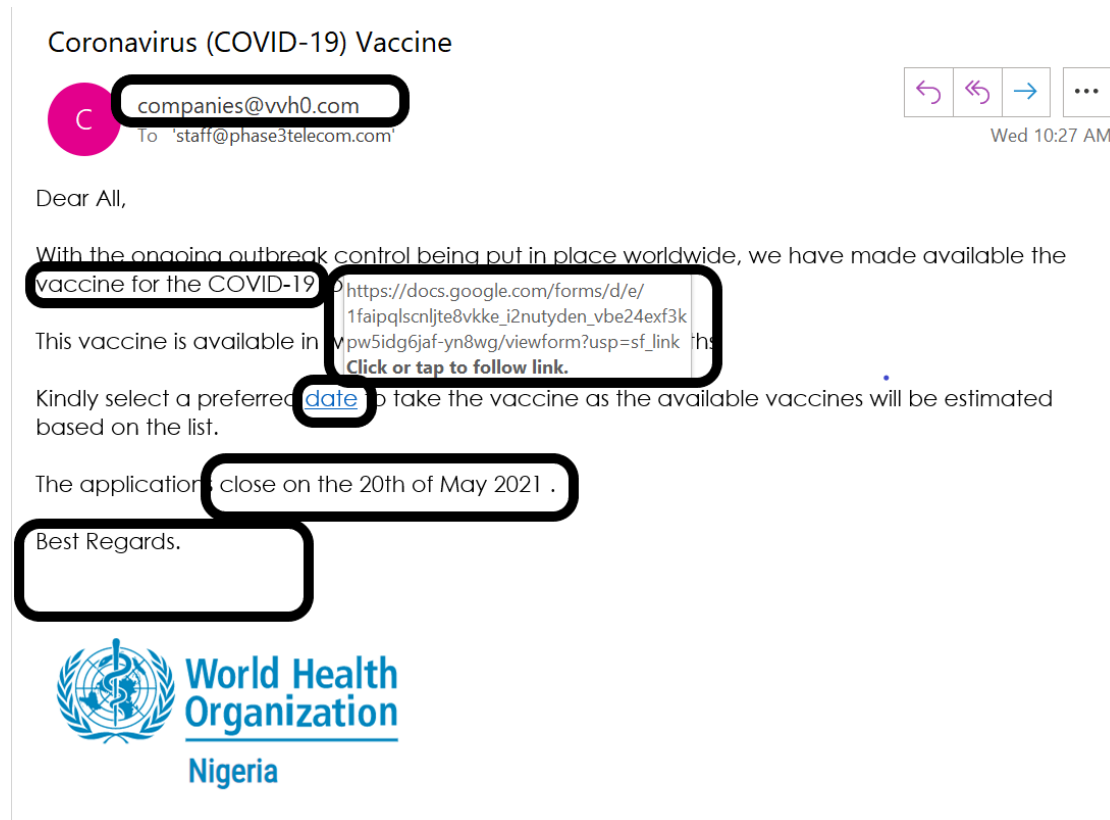 Coronavirus (COVID-19) Vaccine
C
companies@vvh0.com
To 'staff@phase3telecom.com'
Wed 10:27 AM
Dear All,
With the ongoing outbreak control being put in place worldwide, we have made available the
vaccine for the COVID-19
https://docs.google.com/forms/d/e/
1faipqlscnljte8vkke_i2nutyden_vbe24exf3k
This vaccine is available in pw5idg6jaf-yn8wg/viewform?usp=sf_link
Click or tap to follow link.
Kindly select a preferred date to take the vaccine as the available vaccines will be estimated
based on the list.
The applications close on the 20th of May 2021 .
Best Regards.
World Health
Organization
Nigeria